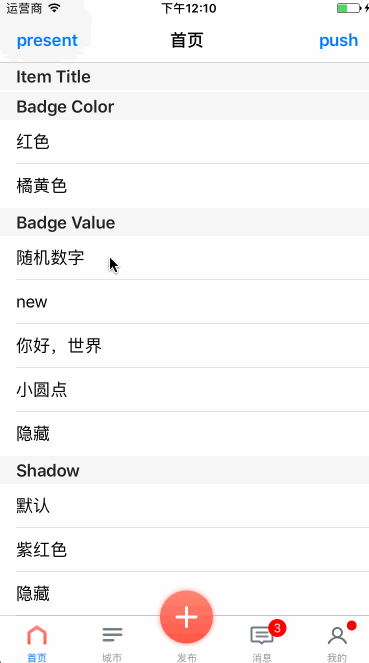 运营商 下午12:10
present 首页 push
Item Title
Badge Color
红色
橘黄色
Badge Value
随机数字
new
你好，世界
小圆点
隐藏
Shadow
默认
紫红色
隐藏
3
首页 城市 发布 消息 我的